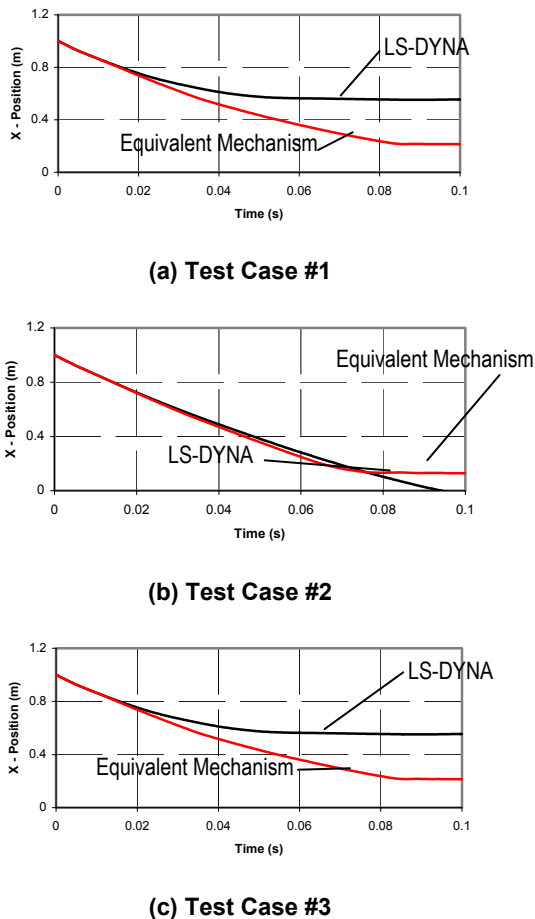 1.2
0.8
0.4
0
X - Position (m)
LS-DYNA
Equivalent Mechanism
0 0.02 0.04 0.06 0.08 0.1
Time (s)
(a) Test Case #1
1.2
0.8
0.4
0
X - Position (m)
Equivalent Mechanism
LS-DYNA
0 0.02 0.04 0.06 0.08 0.1
Time (s)
(b) Test Case #2
1.2
0.8
0.4
0
X - Position (m)
LS-DYNA
Equivalent Mechanism
0 0.02 0.04 0.06 0.08 0.1
Time (s)
(c) Test Case #3